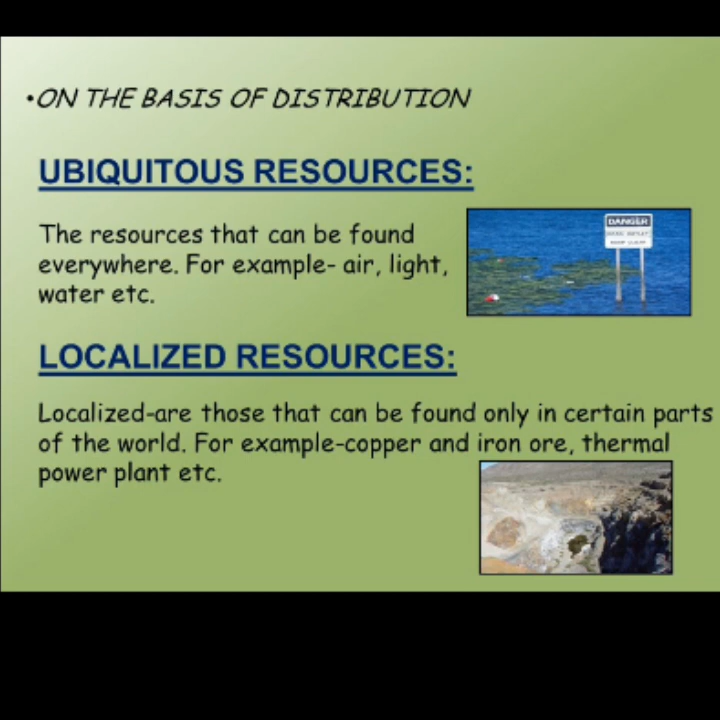 •ON THE BASIS OF DISTRIBUTION
UBIQUITOUS RESOURCES:
The resources that can be found
everywhere. For example- air, light,
water etc.
DANGER
LOCALIZED RESOURCES:
Localized-are those that can be found only in certain parts
of the world. For example-copper and iron ore, thermal
power plant etc.